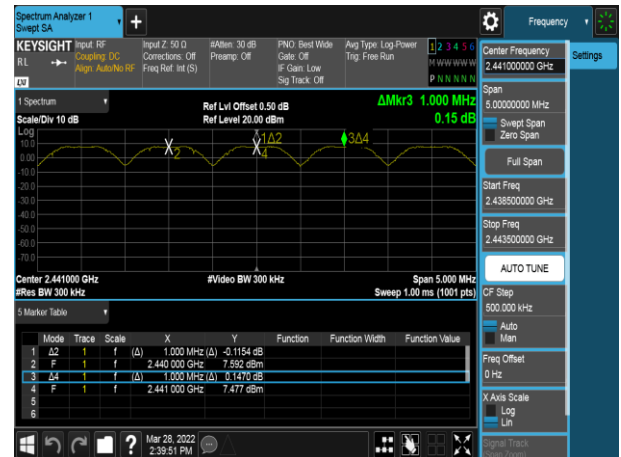 Spectrum Analyzer 1
Swept SA
Frequency
KEYSIGHT
RL
LXI
Input: RF
Coupling: DC
Align: Auto/No RF
Input Z: 50 Ω
Corrections: Off
Freq Ref: Int (S)
#Atten: 30 dB
Preamp: Off
PNO: Best Wide
Gate: Off
IF Gain: Low
Sig Track: Off
Avg Type: Log-Power
Trig: Free Run
1 2 3 4 5 6
M W W W W W
P N N N N N
1 Spectrum
Scale/Div 10 dB
Ref Lvl Offset 0.50 dB
Ref Level 20.00 dBm
ΔMkr3 1.000 MHz
0.15 dB
Log
10.0
0.00
-10.0
-20.0
-30.0
-40.0
-50.0
-60.0
-70.0
2
1Δ2
4
3Δ4
Center 2.441000 GHz
#Res BW 300 kHz
#Video BW 300 kHz
Span 5.000 MHz
Sweep 1.00 ms (1001 pts)
5 Marker Table
Mode Trace Scale X Y Function Function Width Function Value
1 Δ2 1 f (Δ) 1.000 MHz (Δ) -0.1154 dB
2 F 1 f 2.440 000 GHz 7.592 dBm
3 Δ4 1 f (Δ) 1.000 MHz (Δ) 0.1470 dB
4 F 1 f 2.441 000 GHz 7.477 dBm
5
6
Mar 28, 2022
2:39:51 PM
Center Frequency
2.441000000 GHz
Settings
Span
5.00000000 MHz
Swept Span
Zero Span
Full Span
Start Freq
2.438500000 GHz
Stop Freq
2.443500000 GHz
AUTO TUNE
CF Step
500.000 kHz
Auto
Man
Freq Offset
0 Hz
X Axis Scale
Log
Lin
Signal Track
(Span Zoom)